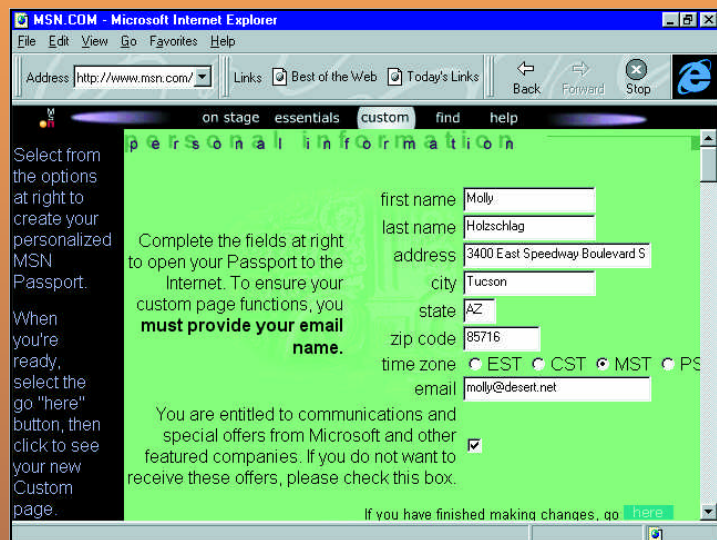 MSN.COM - Microsoft Internet Explorer
File Edit View Go Favorites Help
Address http://www.msn.com/ Links Best of the Web Today's Links Back Forward Stop
msn on stage essentials custom find help
personal information
Select from
the options
at right to
create your
personalized
MSN
Passport.
When
you're
ready,
select the
go "here"
button, then
click to see
your new
Custom
page.
Complete the fields at right
to open your Passport to the
Internet. To ensure your
custom page functions, you
must provide your email
name.
first name Molly
last name Holzschlag
address 3400 East Speedway Boulevard S
city Tucson
state AZ
zip code 85716
time zone EST CST MST PS
email molly@desert.net
You are entitled to communications and
special offers from Microsoft and other
featured companies. If you do not want to
receive these offers, please check this box.
If you have finished making changes, go here